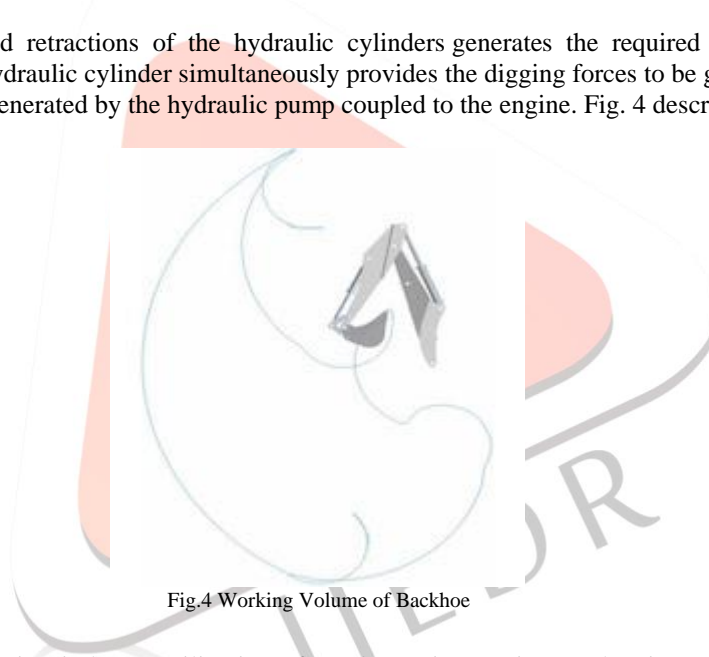 d retractions of the hydraulic cylinders generates the required
ydraulic cylinder simultaneously provides the digging forces to be g
enerated by the hydraulic pump coupled to the engine. Fig. 4 descr
Fig.4 Working Volume of Backhoe
IJEDR